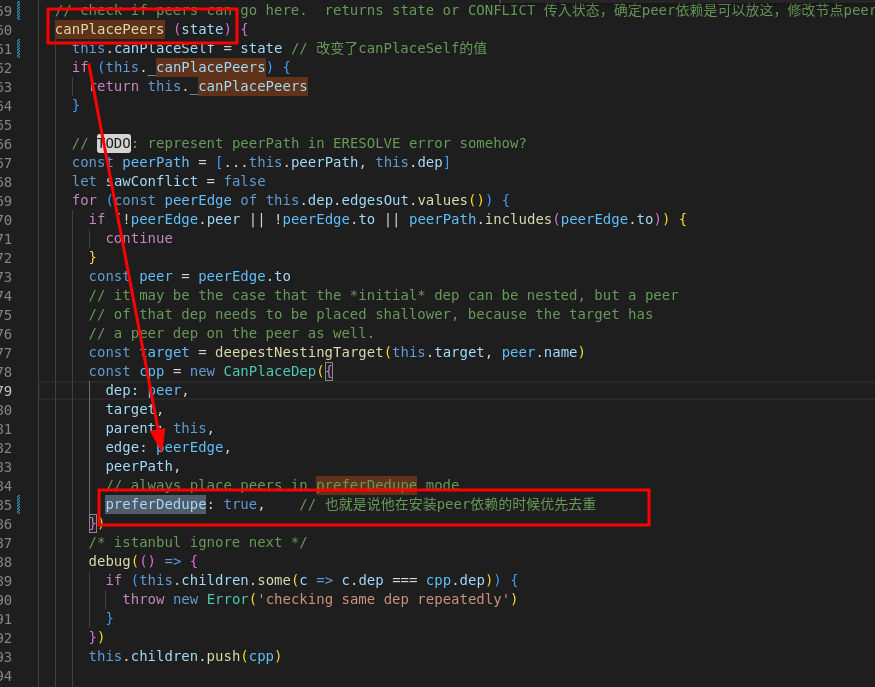 59 // check if peers can go here.  returns state or CONFLICT 传入状态，确定peer依赖是可以放这，修改节点peer
60 canPlacePeers (state) {
61 this.canPlaceSelf = state // 改变了canPlaceSelf的值
62 if (this._canPlacePeers) {
63 return this._canPlacePeers
64 }
65
66 // TODO: represent peerPath in ERESOLVE error somehow?
67 const peerPath = [...this.peerPath, this.dep]
68 let sawConflict = false
69 for (const peerEdge of this.dep.edgesOut.values()) {
70 if (!peerEdge.peer || !peerEdge.to || peerPath.includes(peerEdge.to)) {
71 continue
72 }
73 const peer = peerEdge.to
74 // it may be the case that the *initial* dep can be nested, but a peer
75 // of that dep needs to be placed shallower, because the target has
76 // a peer dep on the peer as well.
77 const target = deepestNestingTarget(this.target, peer.name)
78 const cpp = new CanPlaceDep({
79 dep: peer,
80 target,
81 parent: this,
82 edge: peerEdge,
83 peerPath,
84 // always place peers in preferDedupe mode
85 preferDedupe: true, // 也就是说他在安装peer依赖的时候优先去重
86 })
87 /* istanbul ignore next */
88 debug(() => {
89 if (this.children.some(c => c.dep === cpp.dep)) {
90 throw new Error('checking same dep repeatedly')
91 }
92 })
93 this.children.push(cpp)
94